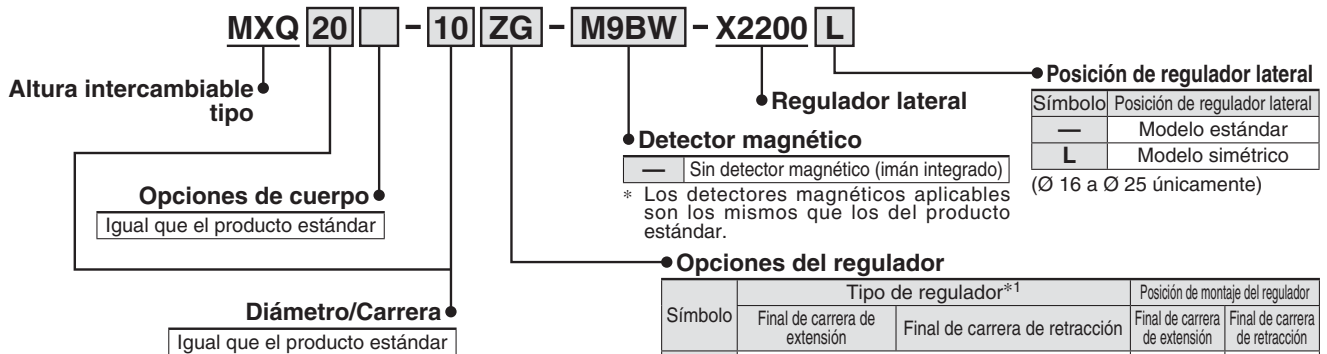 MXQ 20 - 10 ZG - M9BW - X2200 L
Altura intercambiable
tipo
Opciones de cuerpo
Igual que el producto estándar
Diámetro/Carrera
Igual que el producto estándar
Regulador lateral
Detector magnético
— Sin detector magnético (imán integrado)
* Los detectores magnéticos aplicables
son los mismos que los del producto
estándar.
Posición de regulador lateral
Símbolo Posición de regulador lateral
— Modelo estándar
L Modelo simétrico
(Ø 16 a Ø 25 únicamente)
Opciones del regulador
Símbolo Tipo de regulador*1 Posición de montaje del regulador
Final de carrera de
extensión
Final de carrera de retracción
Final de carrera
de extensión
Final de carrera
de retracción